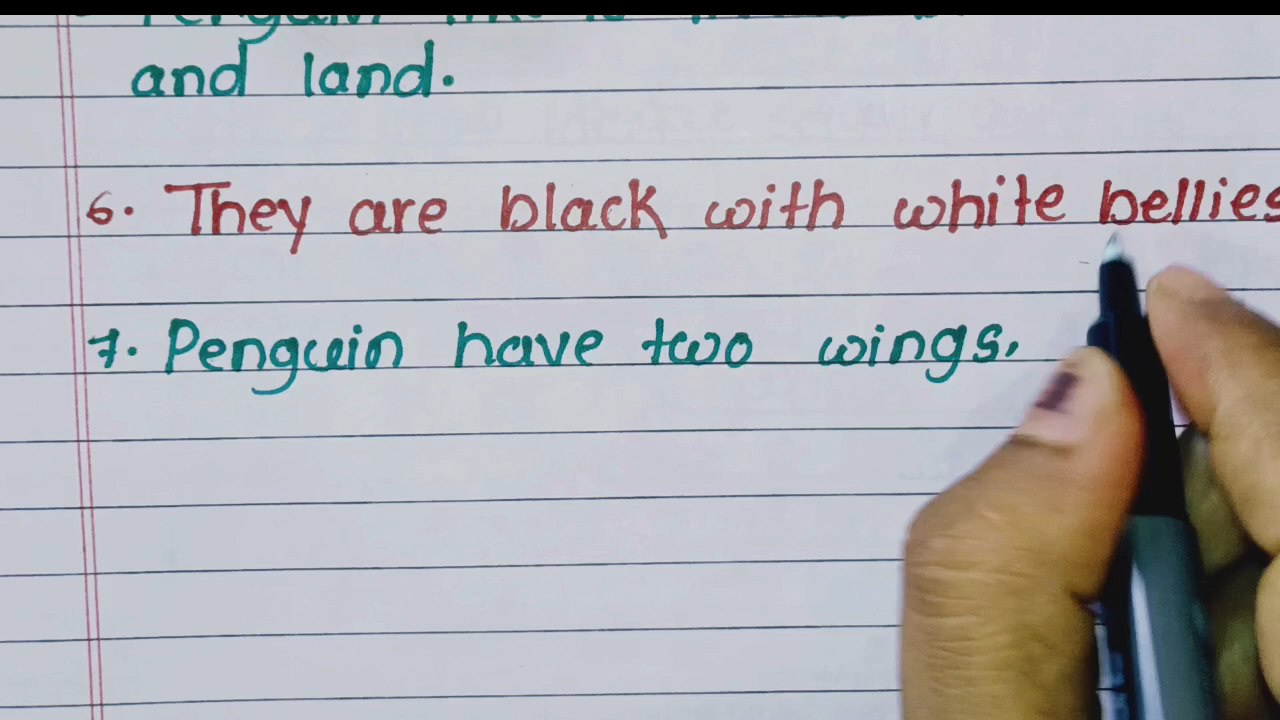 and land.
6. They are black with white bellies
7. Penguin have two wings.